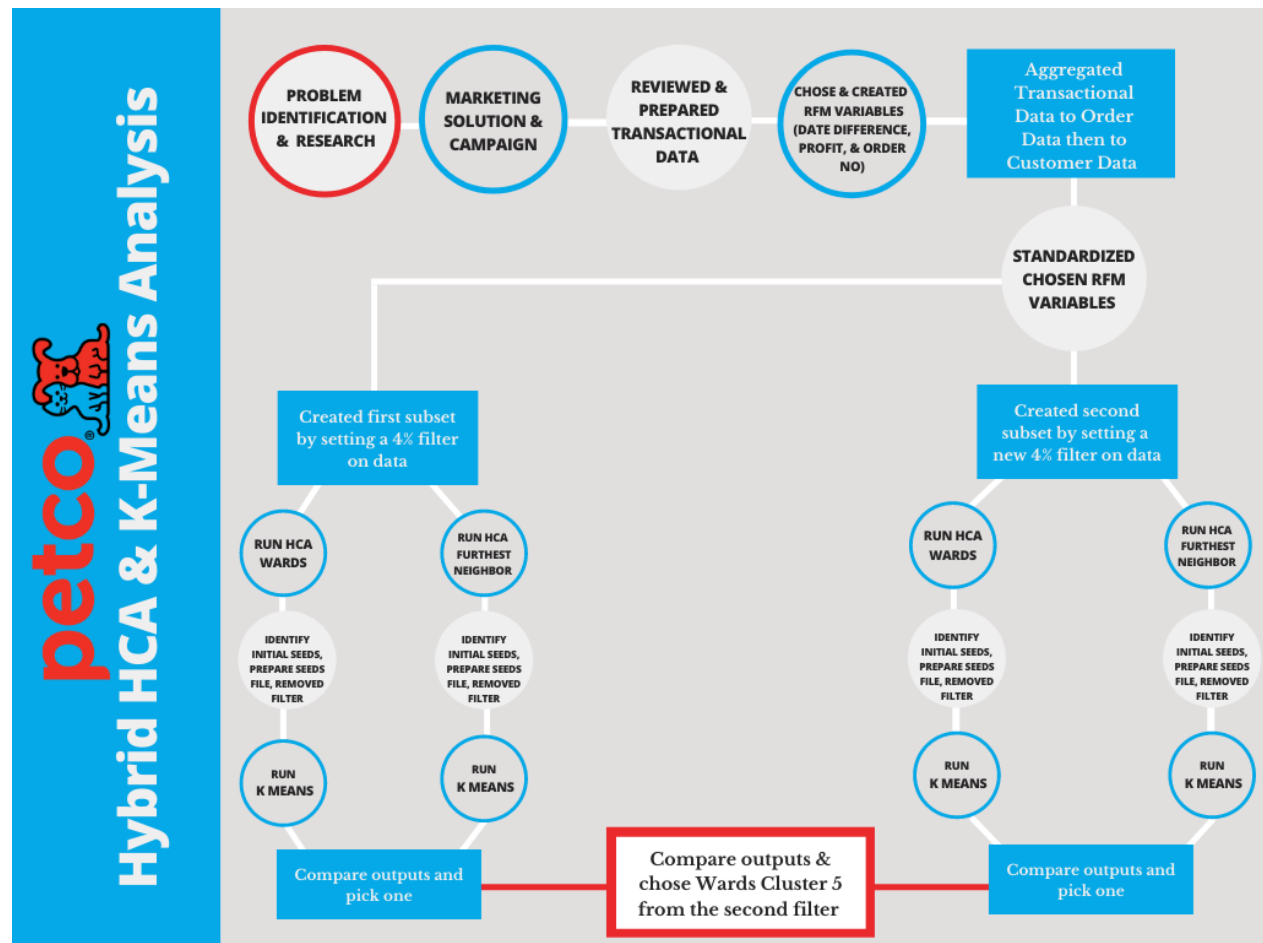 petco
®
Hybrid HCA & K-Means Analysis
PROBLEM
IDENTIFICATION
& RESEARCH
MARKETING
SOLUTION &
CAMPAIGN
REVIEWED &
PREPARED
TRANSACTIONAL
DATA
CHOSE & CREATED
RFM VARIABLES
(DATE DIFFERENCE,
PROFIT, & ORDER
NO)
Aggregated
Transactional
Data to Order
Data then to
Customer Data
STANDARDIZED
CHOSEN RFM
VARIABLES
Created first subset
by setting a 4% filter
on data
Created second
subset by setting a
new 4% filter on data
RUN HCA
WARDS
RUN HCA
FURTHEST
NEIGHBOR
RUN HCA
WARDS
RUN HCA
FURTHEST
NEIGHBOR
IDENTIFY
INITIAL SEEDS,
PREPARE SEEDS
FILE, REMOVED
FILTER
IDENTIFY
INITIAL SEEDS,
PREPARE SEEDS
FILE, REMOVED
FILTER
IDENTIFY
INITIAL SEEDS,
PREPARE SEEDS
FILE, REMOVED
FILTER
IDENTIFY
INITIAL SEEDS,
PREPARE SEEDS
FILE, REMOVED
FILTER
RUN
K MEANS
RUN
K MEANS
RUN
K MEANS
RUN
K MEANS
Compare outputs and
pick one
Compare outputs &
chose Wards Cluster 5
from the second filter
Compare outputs and
pick one